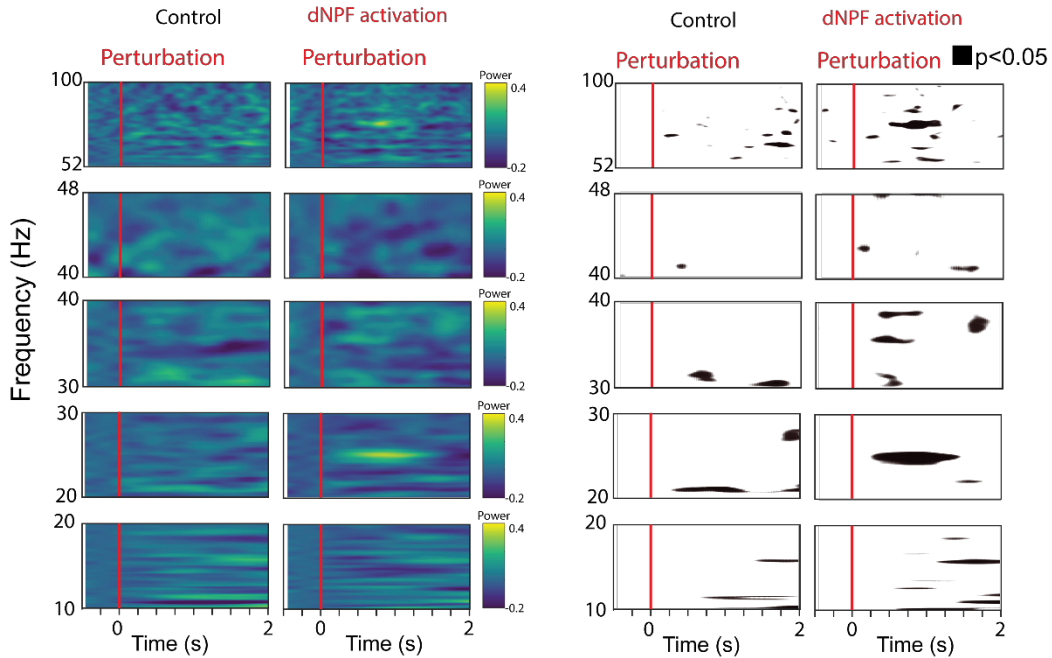 Control dNPF activation Control dNPF activation
Perturbation Perturbation Perturbation Perturbation p<0.05
Frequency (Hz)
Power Power
100 0.4 100
52 -0.2 52
Power
48 0.4 48
40 -0.2 40
Power
40 0.4 40
30 -0.2 30
Power
30 0.4 30
20 -0.2 20
Power
20 0.4 20
10 -0.2 10
0 2 0 2 0 2 0 2
Time (s) Time (s) Time (s) Time (s)